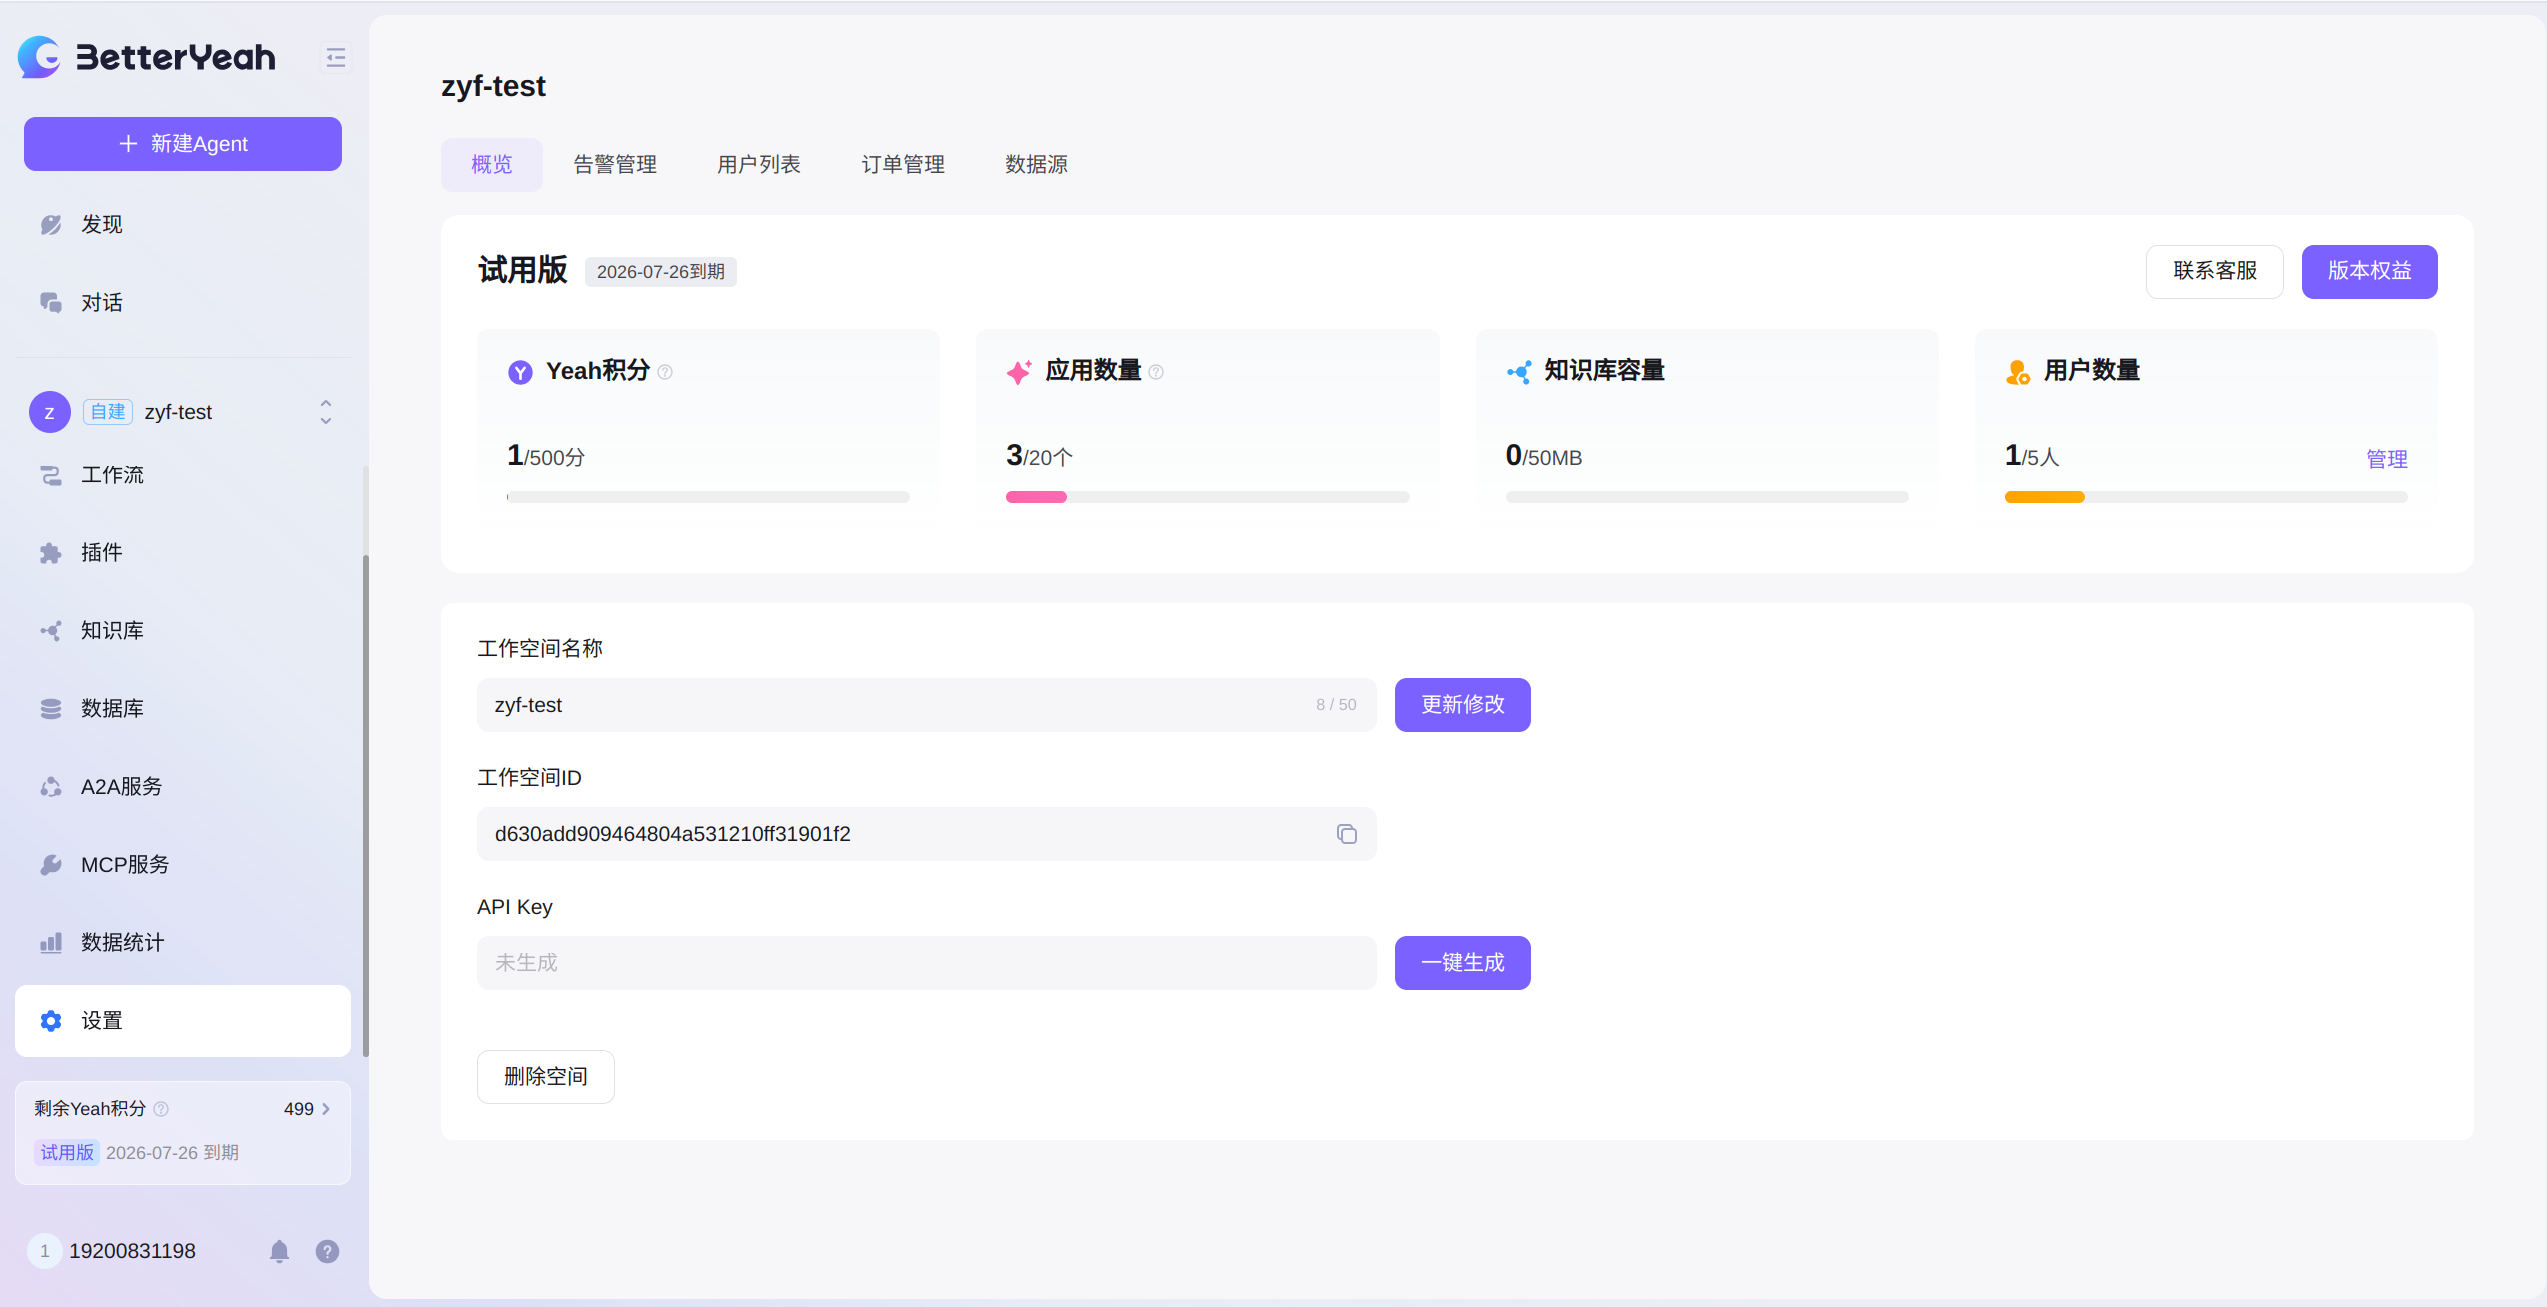 BetterYeah
新建Agent
发现
对话
z 自建 zyf-test
工作流
插件
知识库
数据库
A2A服务
MCP服务
数据统计
设置
剩余Yeah积分 499
试用版 2026-07-26 到期
1 19200831198
zyf-test
概览 告警管理 用户列表 订单管理 数据源
试用版 2026-07-26到期 联系客服 版本权益
Yeah积分
1/500分
应用数量
3/20个
知识库容量
0/50MB
用户数量
1/5人 管理
工作空间名称
zyf-test 8 / 50 更新修改
工作空间ID
d630add909464804a531210ff31901f2
API Key
未生成 一键生成
删除空间